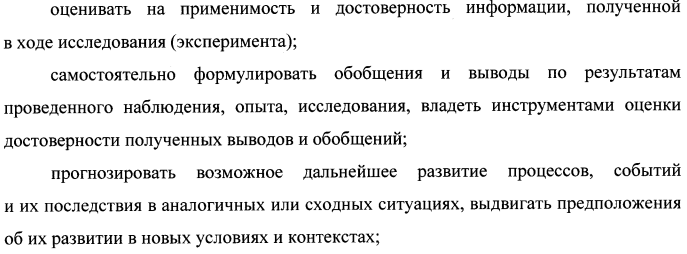 оценивать на применимость и достоверность информации, полученной
в ходе исследования (эксперимента);
самостоятельно формулировать обобщения и выводы по результатам
проведенного наблюдения, опыта, исследования, владеть инструментами оценки
достоверности полученных выводов и обобщений;
прогнозировать возможное дальнейшее развитие процессов, событий
и их последствия в аналогичных или сходных ситуациях, выдвигать предположения
об их развитии в новых условиях и контекстах;